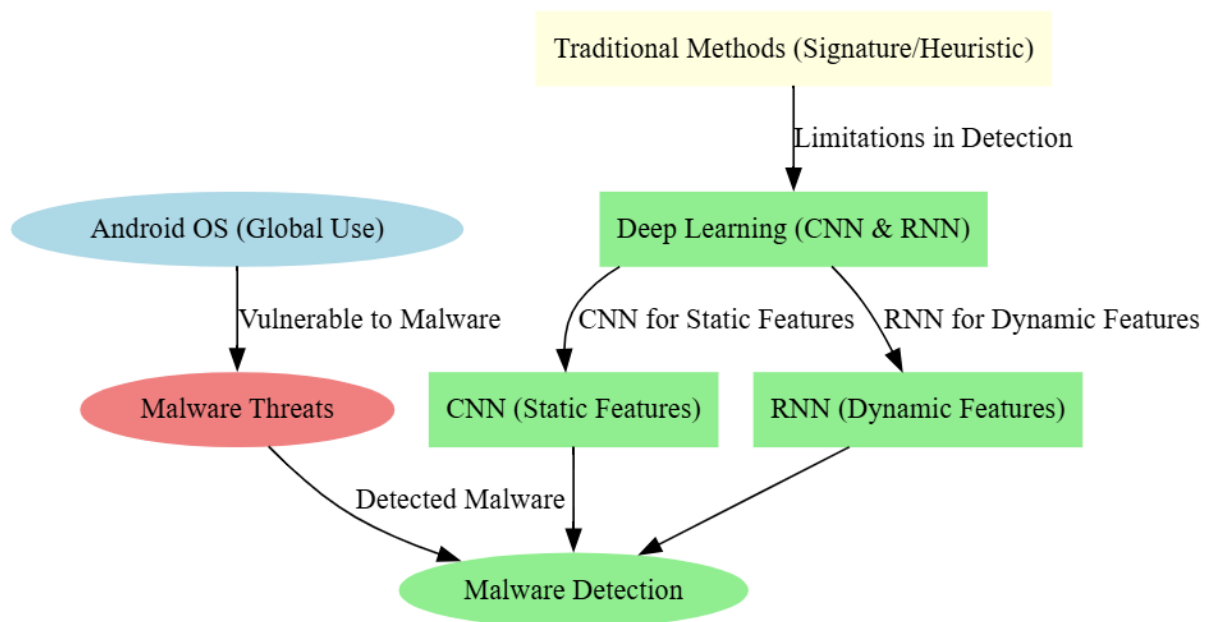 Traditional Methods (Signature/Heuristic)
Limitations in Detection
Android OS (Global Use)
Deep Learning (CNN & RNN)
Vulnerable to Malware
CNN for Static Features
RNN for Dynamic Features
Malware Threats
CNN (Static Features)
RNN (Dynamic Features)
Detected Malware
Malware Detection